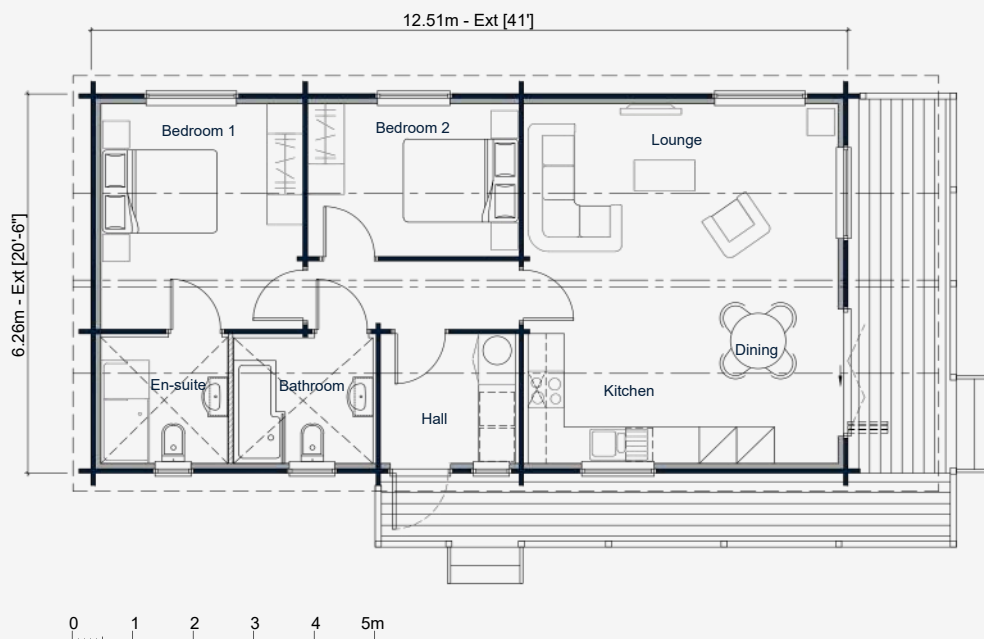 12.51m - Ext [41']
Bedroom 1
Bedroom 2
Lounge
6.26m - Ext [20'-6"]
Dining
En-suite
Bathroom
Kitchen
Hall
0 1 2 3 4 5m